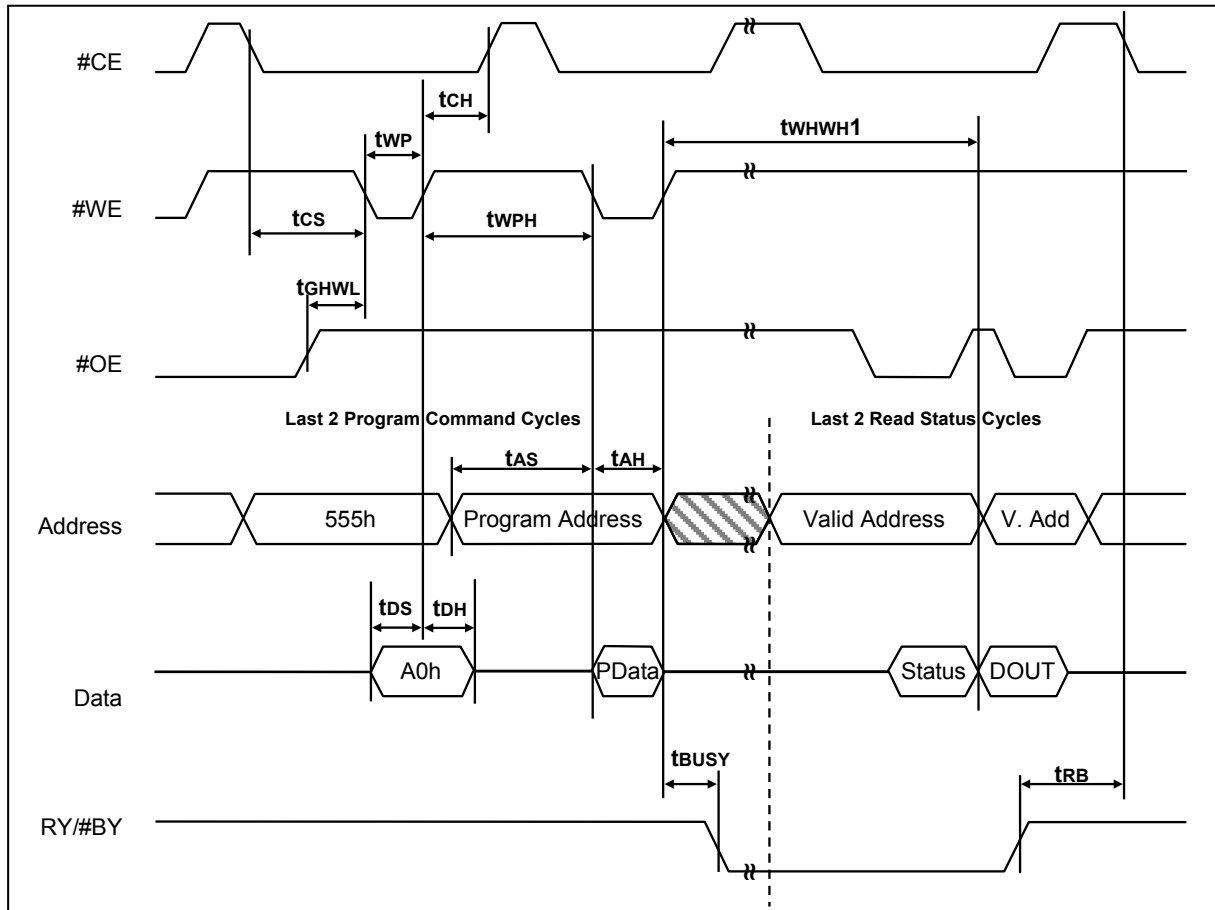 #CE
tCH
tWP
tWHWH1
#WE
tCS
tWPH
tGHWL
#OE
Last 2 Program Command Cycles
Last 2 Read Status Cycles
tAS
tAH
Address
555h
Program Address
Valid Address
V. Add
tDS
tDH
Data
A0h
PData
Status
DOUT
tBUSY
tRB
RY/#BY